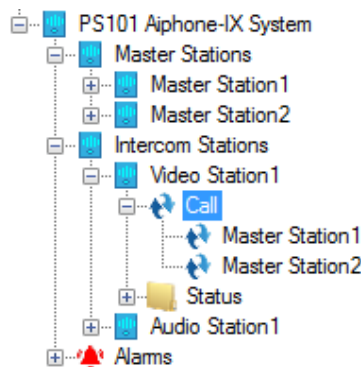 PS101 Aiphone-IX System
Master Stations
Master Station1
Master Station2
Intercom Stations
Video Station1
Call
Master Station1
Master Station2
Status
Audio Station1
Alarms